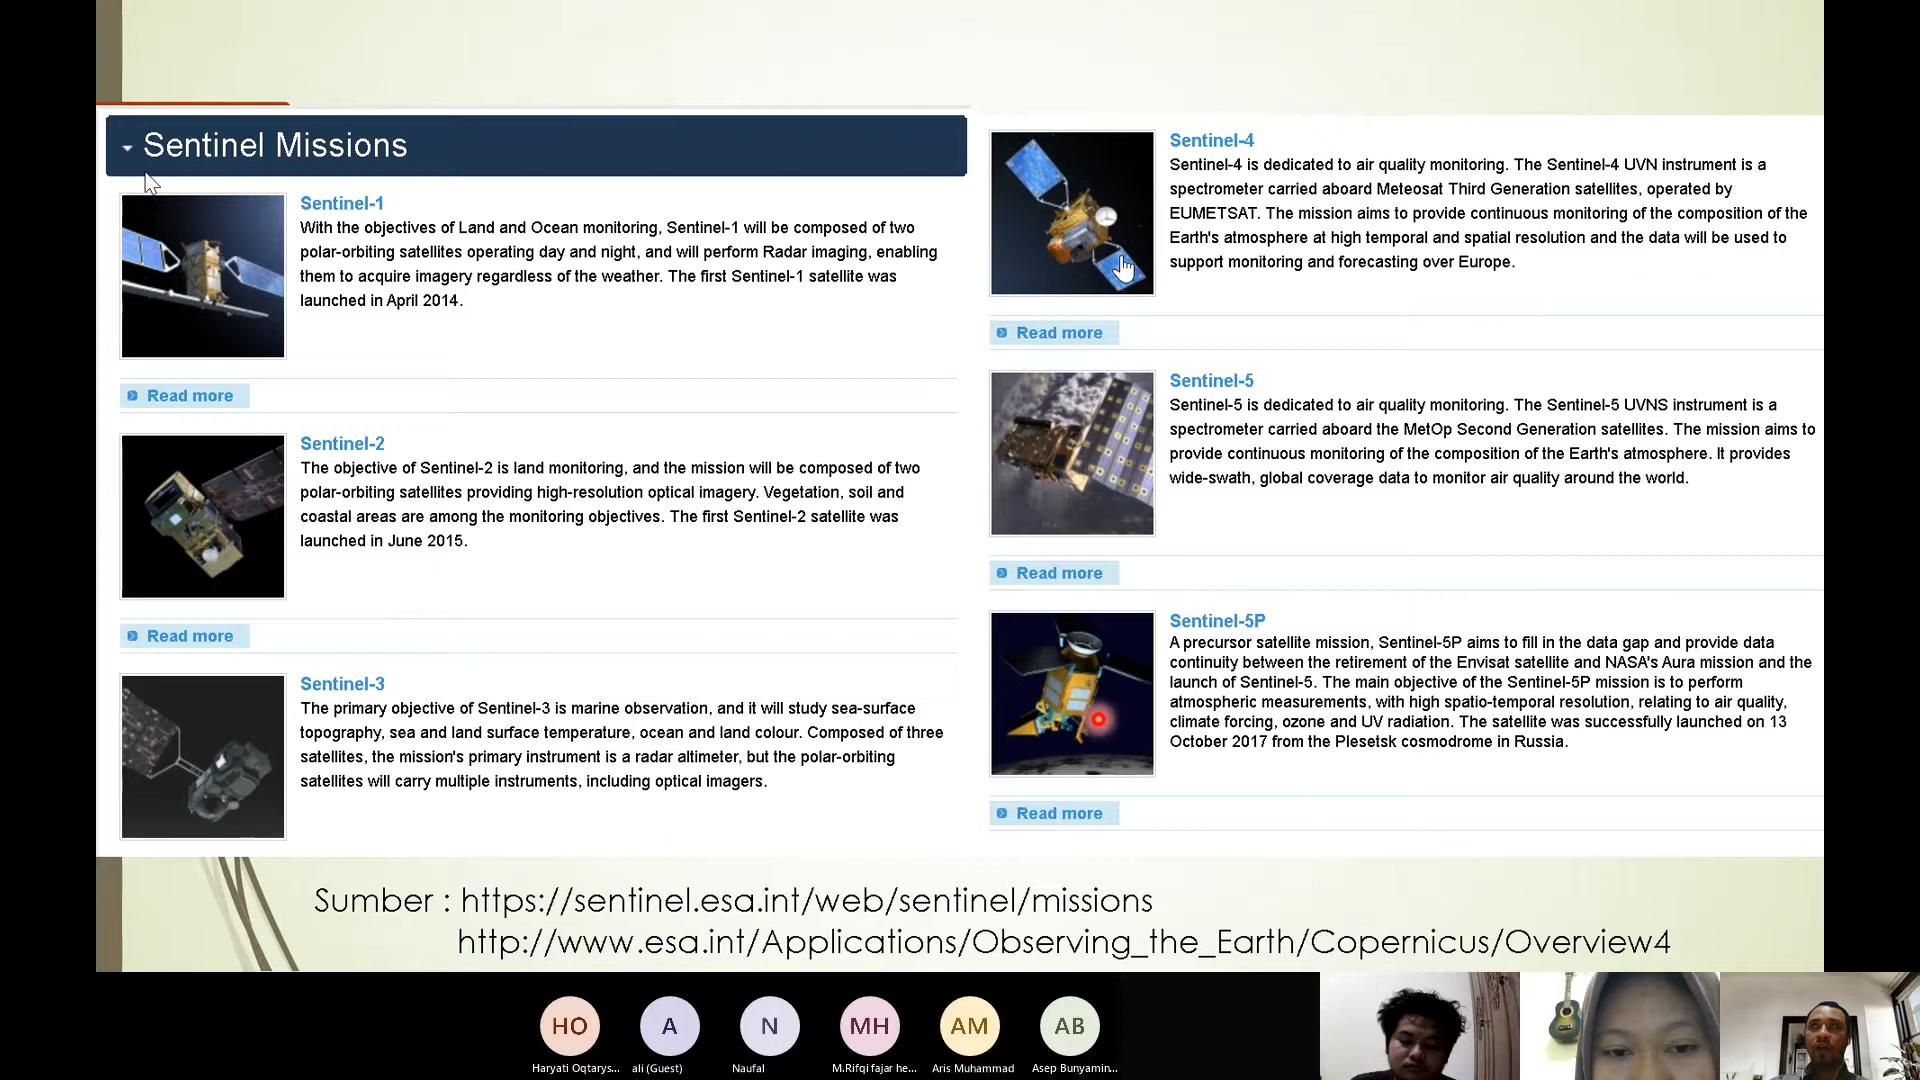 Sentinel Missions
Sentinel-1
With the objectives of Land and Ocean monitoring, Sentinel-1 will be composed of two
polar-orbiting satellites operating day and night, and will perform Radar imaging, enabling
them to acquire imagery regardless of the weather. The first Sentinel-1 satellite was
launched in April 2014.
Read more
Sentinel-2
The objective of Sentinel-2 is land monitoring, and the mission will be composed of two
polar-orbiting satellites providing high-resolution optical imagery. Vegetation, soil and
coastal areas are among the monitoring objectives. The first Sentinel-2 satellite was
launched in June 2015.
Read more
Sentinel-3
The primary objective of Sentinel-3 is marine observation, and it will study sea-surface
topography, sea and land surface temperature, ocean and land colour. Composed of three
satellites, the mission's primary instrument is a radar altimeter, but the polar-orbiting
satellites will carry multiple instruments, including optical imagers.
Sentinel-4
Sentinel-4 is dedicated to air quality monitoring. The Sentinel-4 UVN instrument is a
spectrometer carried aboard Meteosat Third Generation satellites, operated by
EUMETSAT. The mission aims to provide continuous monitoring of the composition of the
Earth's atmosphere at high temporal and spatial resolution and the data will be used to
support monitoring and forecasting over Europe.
Read more
Sentinel-5
Sentinel-5 is dedicated to air quality monitoring. The Sentinel-5 UVNS instrument is a
spectrometer carried aboard the MetOp Second Generation satellites. The mission aims to
provide continuous monitoring of the composition of the Earth's atmosphere. It provides
wide-swath, global coverage data to monitor air quality around the world.
Read more
Sentinel-5P
A precursor satellite mission, Sentinel-5P aims to fill in the data gap and provide data
continuity between the retirement of the Envisat satellite and NASA's Aura mission and the
launch of Sentinel-5. The main objective of the Sentinel-5P mission is to perform
atmospheric measurements, with high spatio-temporal resolution, relating to air quality,
climate forcing, ozone and UV radiation. The satellite was successfully launched on 13
October 2017 from the Plesetsk cosmodrome in Russia.
Read more
Sumber : https://sentinel.esa.int/web/sentinel/missions
http://www.esa.int/Applications/Observing_the_Earth/Copernicus/Overview4
HO A N MH AM AB
Haryati Oqtarys... ali (Guest) Naufal M.Rifqi fajar he... Aris Muhammad Asep Bunyamin...